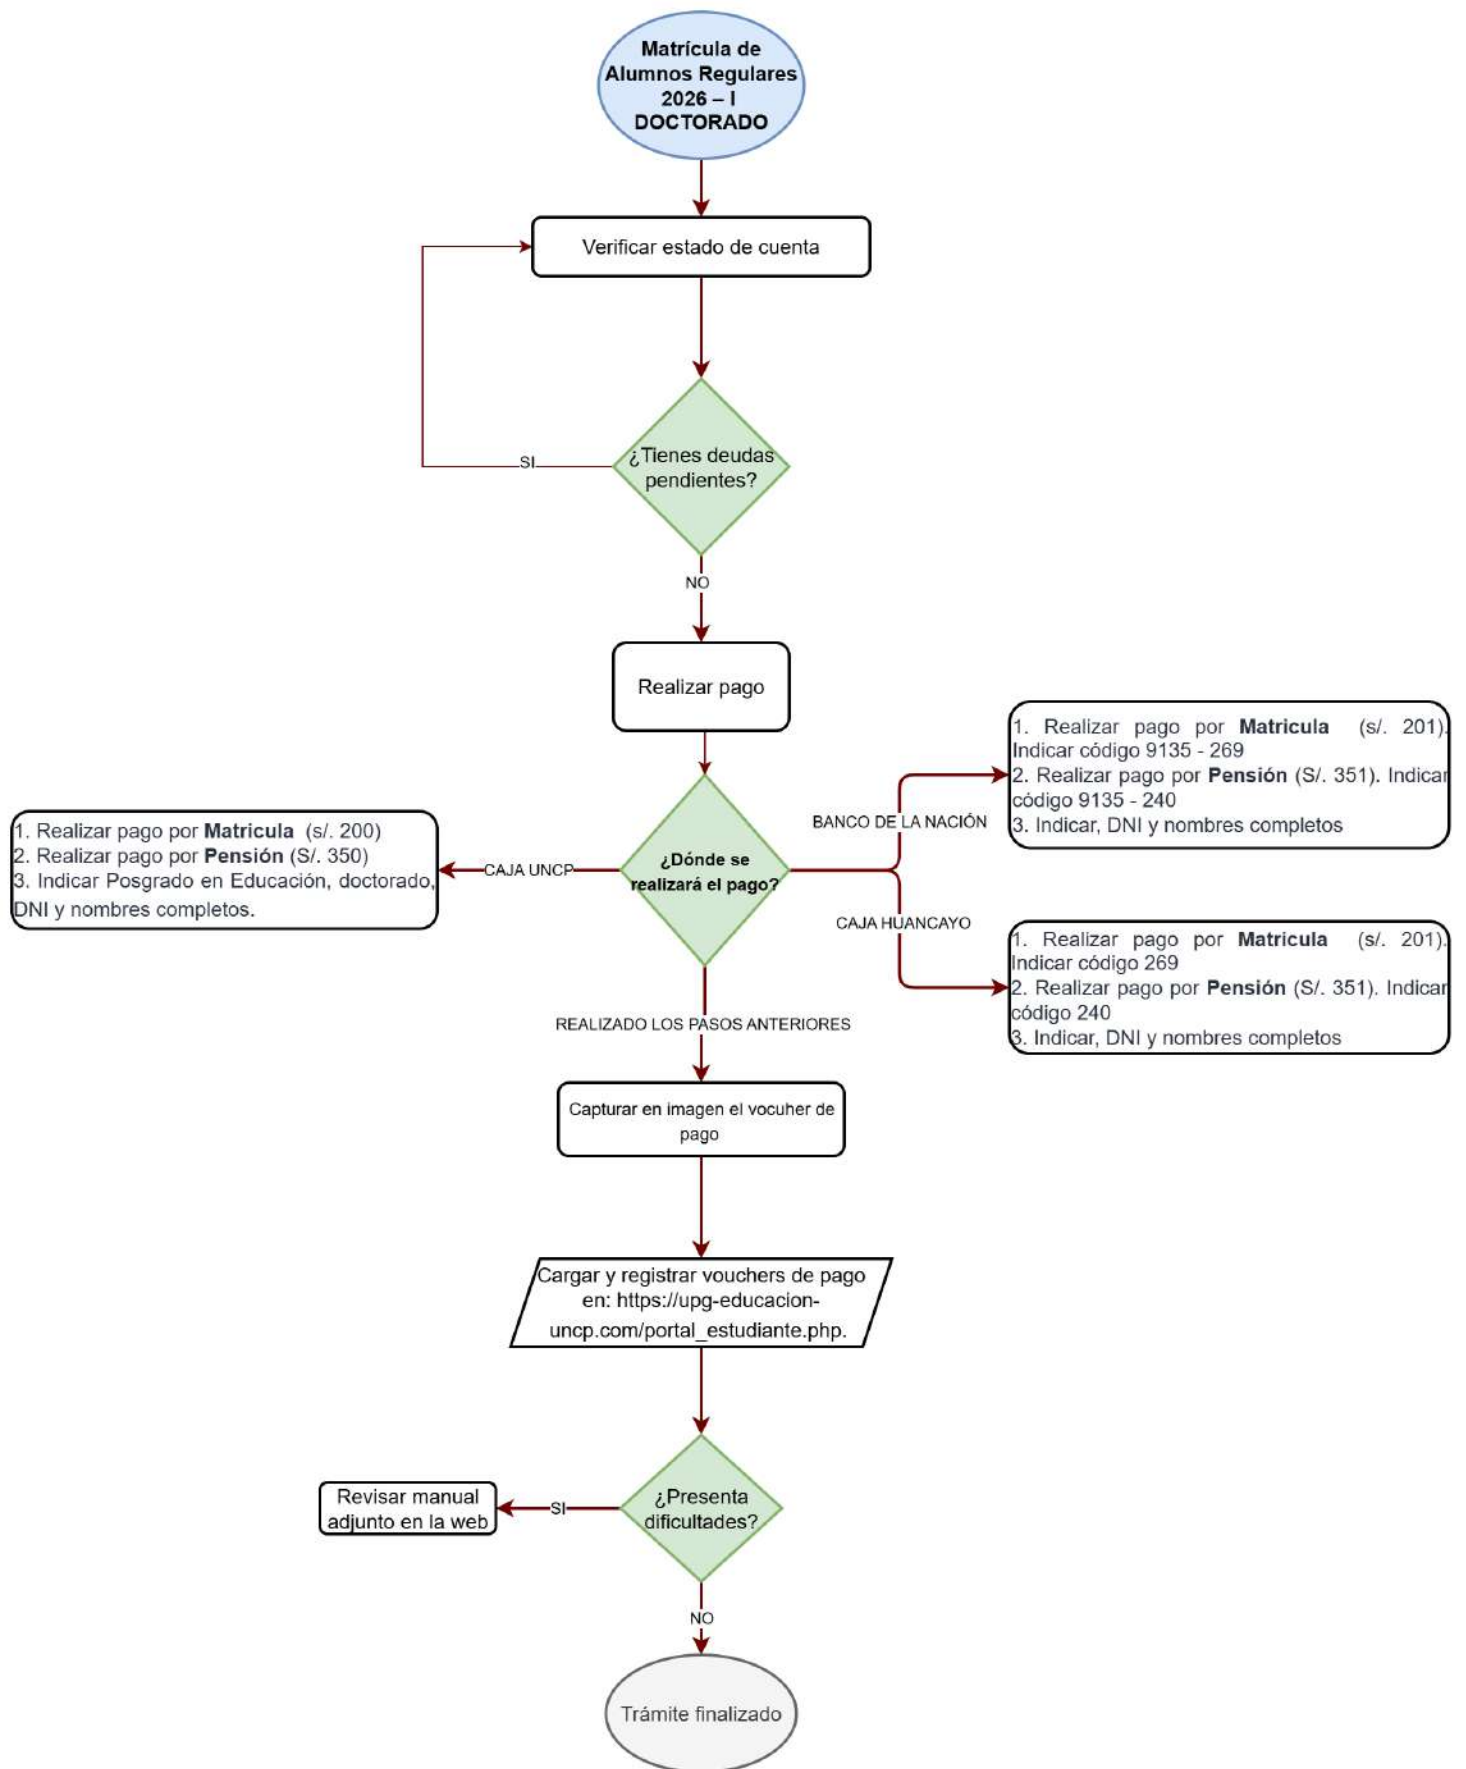 Matrícula de
Alumnos Regulares
2026 – I
DOCTORADO
Verificar estado de cuenta
¿Tienes deudas
pendientes?
SI
NO
Realizar pago
¿Dónde se
realizará el pago?
CAJA UNCP
1. Realizar pago por Matricula (s/. 200)
2. Realizar pago por Pensión (S/. 350)
3. Indicar Posgrado en Educación, doctorado,
DNI y nombres completos.
BANCO DE LA NACIÓN
1. Realizar pago por Matricula (s/. 201).
Indicar código 9135 - 269
2. Realizar pago por Pensión (S/. 351). Indicar
código 9135 - 240
3. Indicar, DNI y nombres completos
CAJA HUANCAYO
1. Realizar pago por Matricula (s/. 201).
Indicar código 269
2. Realizar pago por Pensión (S/. 351). Indicar
código 240
3. Indicar, DNI y nombres completos
REALIZADO LOS PASOS ANTERIORES
Capturar en imagen el vocuher de
pago
Cargar y registrar vouchers de pago
en: https://upg-educacion-
uncp.com/portal_estudiante.php.
¿Presenta
dificultades?
SI
Revisar manual
adjunto en la web
NO
Trámite finalizado